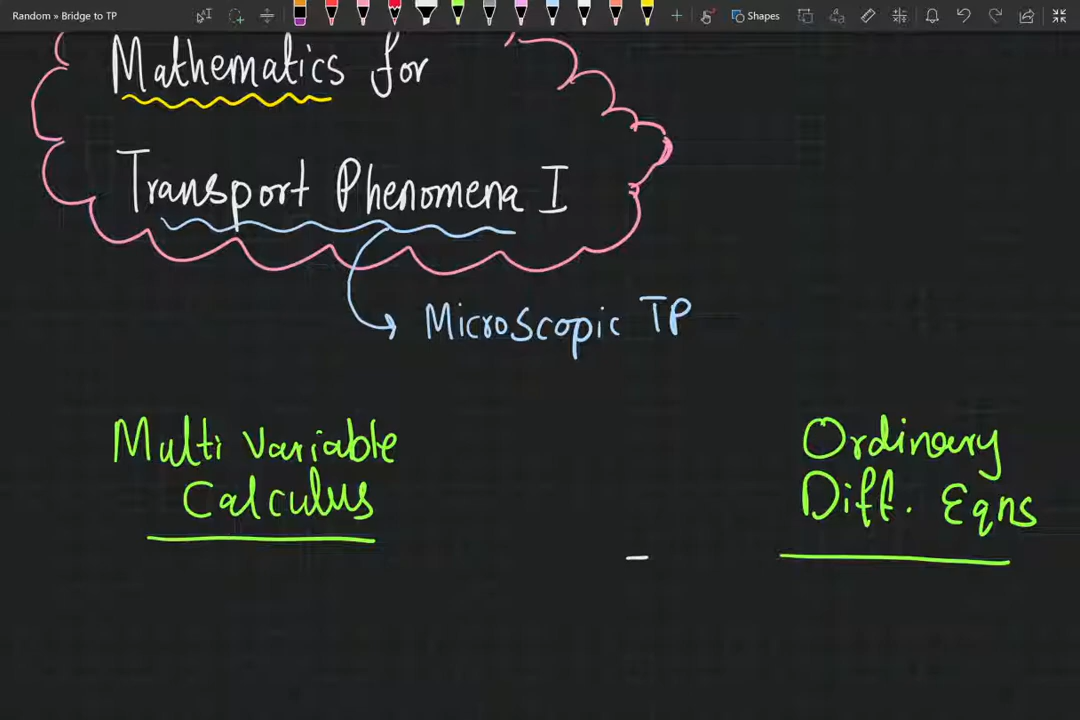 Random » Bridge to TP
Shapes
Mathematics for
Transport Phenomena I
Microscopic TP
Multi Variable
Calculus
Ordinary
Diff. Eqns